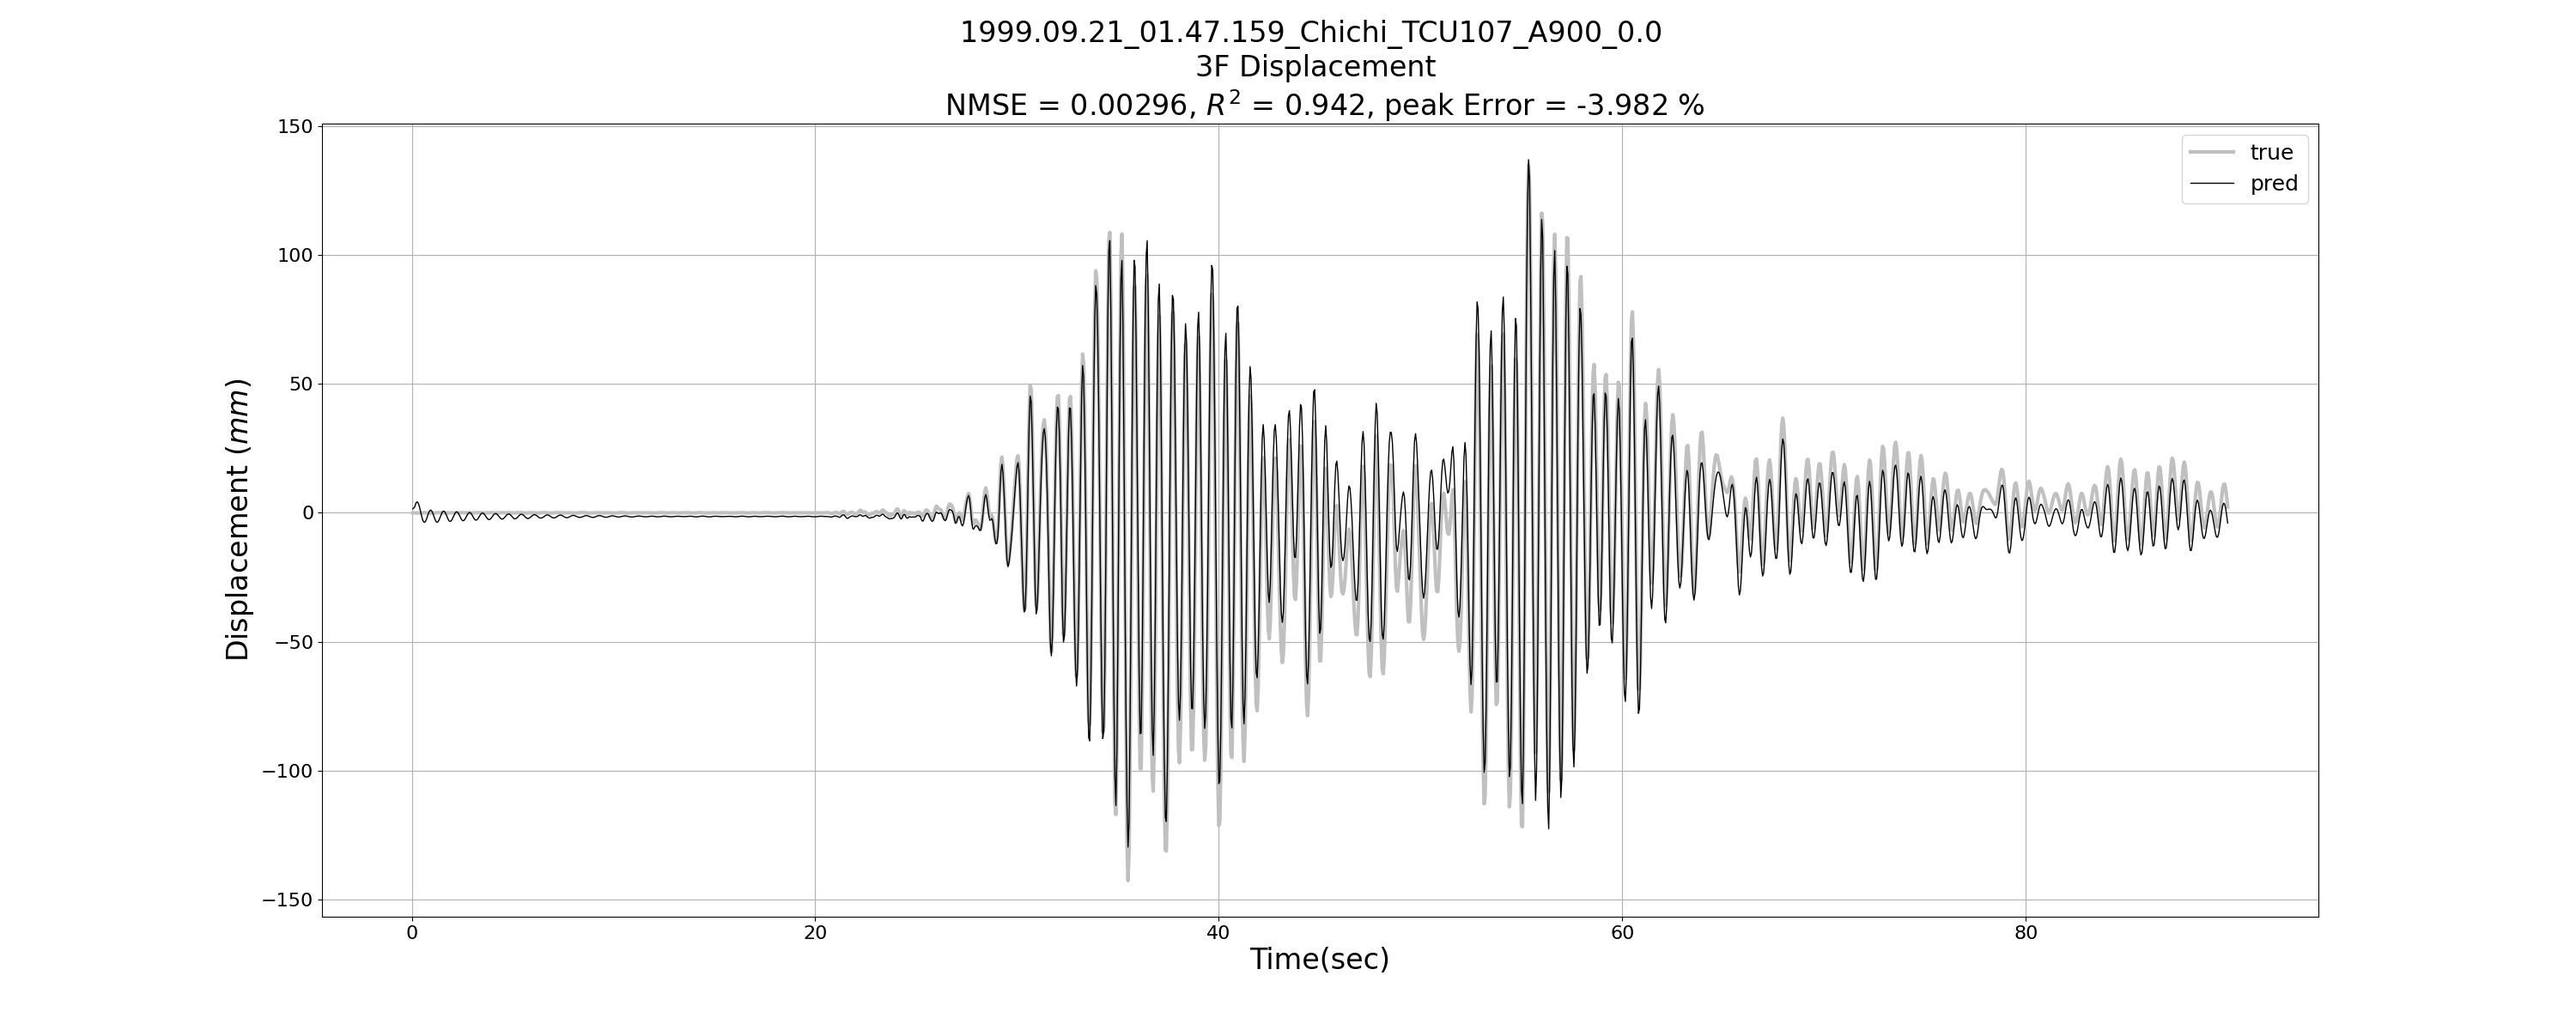 1999.09.21_01.47.159_Chichi_TCU107_A900_0.0
3F Displacement
NMSE = 0.00296, R² = 0.942, peak Error = -3.982 %
true
pred
Displacement (mm)
150
100
50
0
−50
−100
−150
0
20
40
60
80
Time(sec)